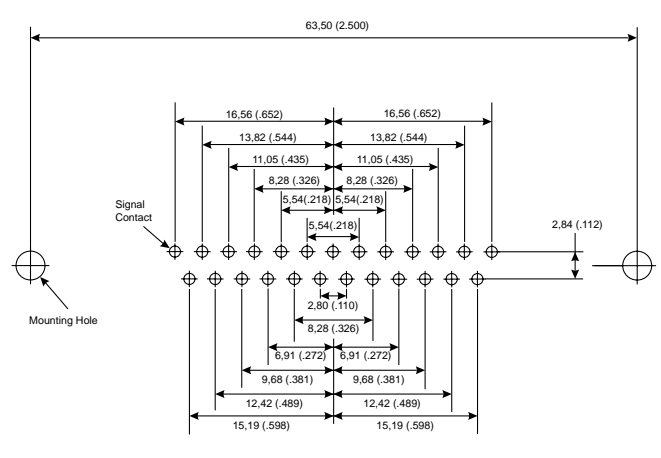 63,50 (2.500)
16,56 (.652) 16,56 (.652)
13,82 (.544) 13,82 (.544)
11,05 (.435) 11,05 (.435)
8,28 (.326) 8,28 (.326)
5,54(.218) 5,54(.218)
Signal
Contact
5,54(.218)
2,84 (.112)
2,80 (.110)
Mounting Hole
8,28 (.326)
6,91 (.272) 6,91 (.272)
9,68 (.381) 9,68 (.381)
12,42 (.489) 12,42 (.489)
15,19 (.598) 15,19 (.598)